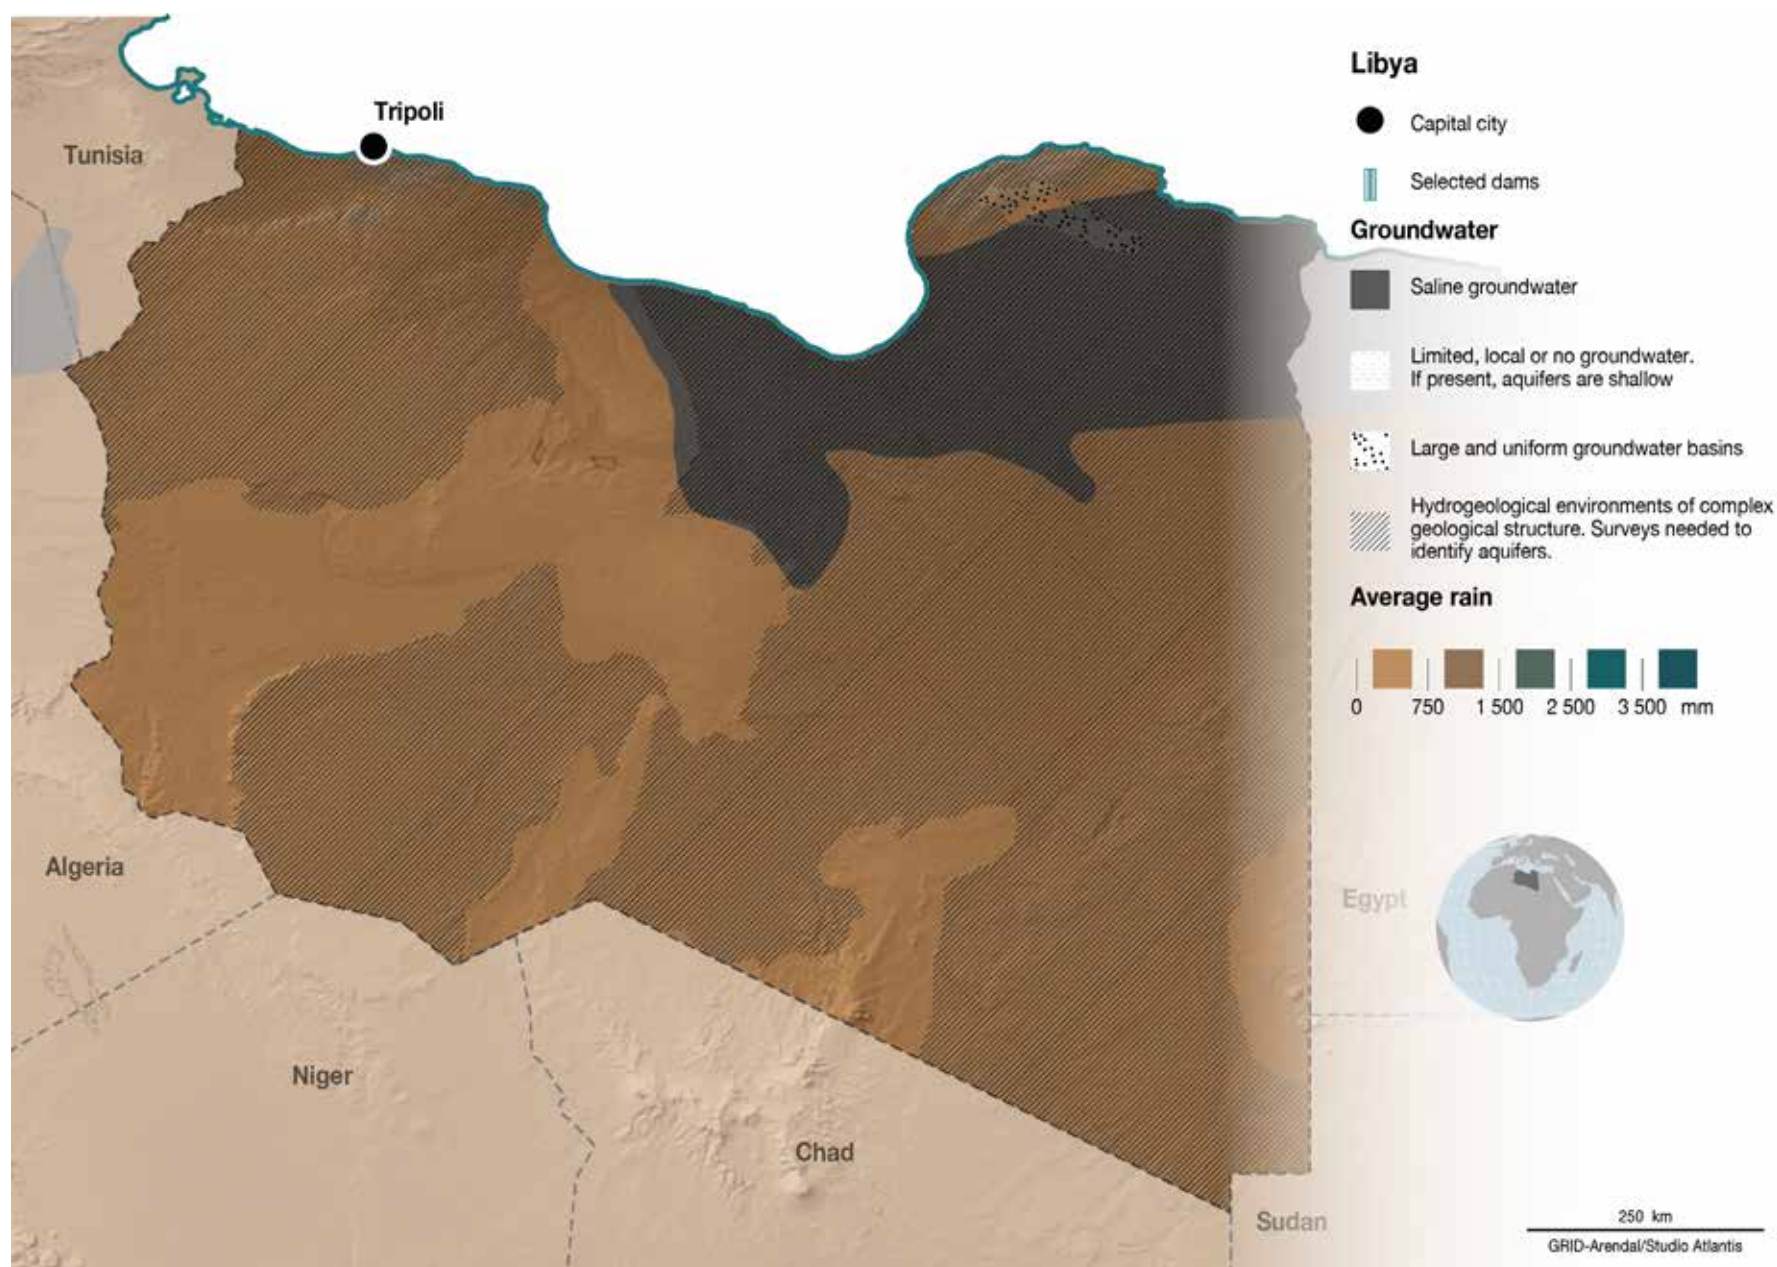 Tripoli
Tunisia
Algeria
Niger
Chad
Egypt
Sudan
Libya
Capital city
Selected dams
Groundwater
Saline groundwater
Limited, local or no groundwater.
If present, aquifers are shallow
Large and uniform groundwater basins
Hydrogeological environments of complex
geological structure. Surveys needed to
identify aquifers.
Average rain
0 750 1 500 2 500 3 500 mm
250 km
GRID-Arendal/Studio Atlantis